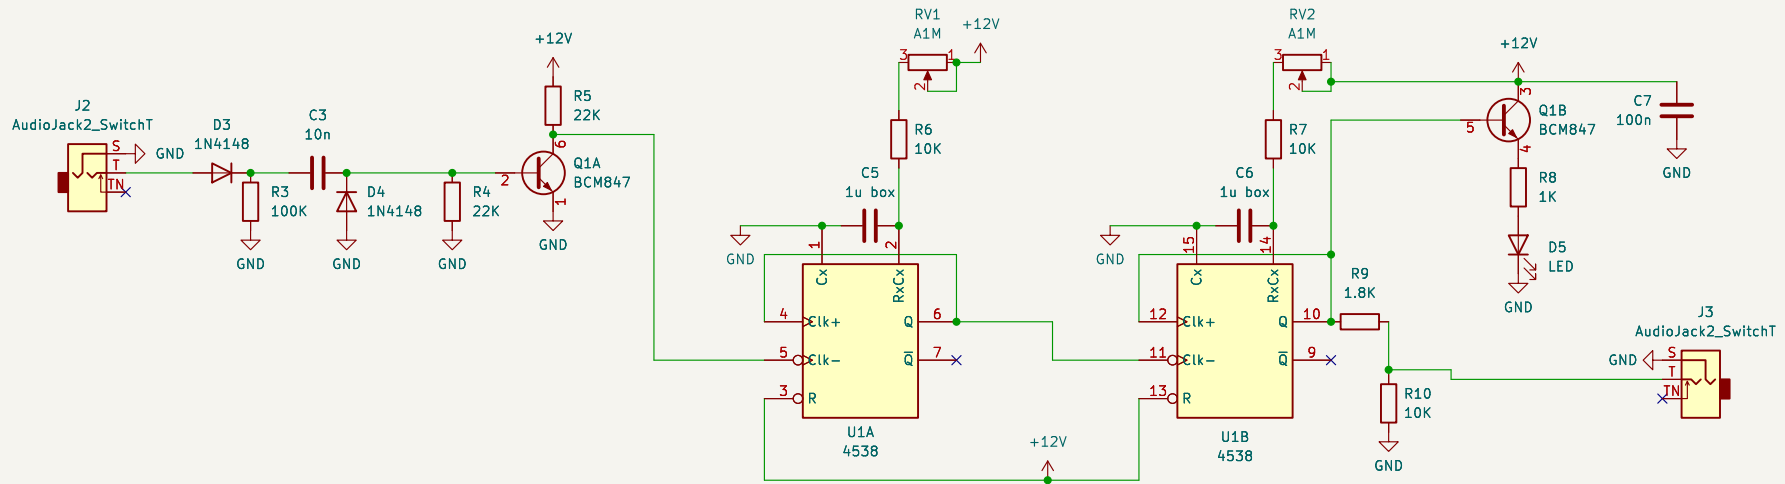 J2
AudioJack2_SwitchT
S
T
TN
GND
D3
1N4148
R3
100K
GND
C3
10n
D4
1N4148
GND
R4
22K
GND
+12V
R5
22K
6
2
1
Q1A
BCM847
GND
RV1
A1M
3
1
2
+12V
R6
10K
C5
1u box
GND
1
2
Cx
RxCx
4
Clk+
5
Clk-
3
R
Q
6
Q
7
U1A
4538
+12V
RV2
A1M
3
1
2
R7
10K
C6
1u box
GND
15
14
Cx
RxCx
12
Clk+
11
Clk-
13
R
Q
10
Q
9
U1B
4538
R9
1.8K
R10
10K
GND
+12V
3
5
4
Q1B
BCM847
R8
1K
D5
LED
GND
C7
100n
GND
J3
AudioJack2_SwitchT
GND
S
T
TN